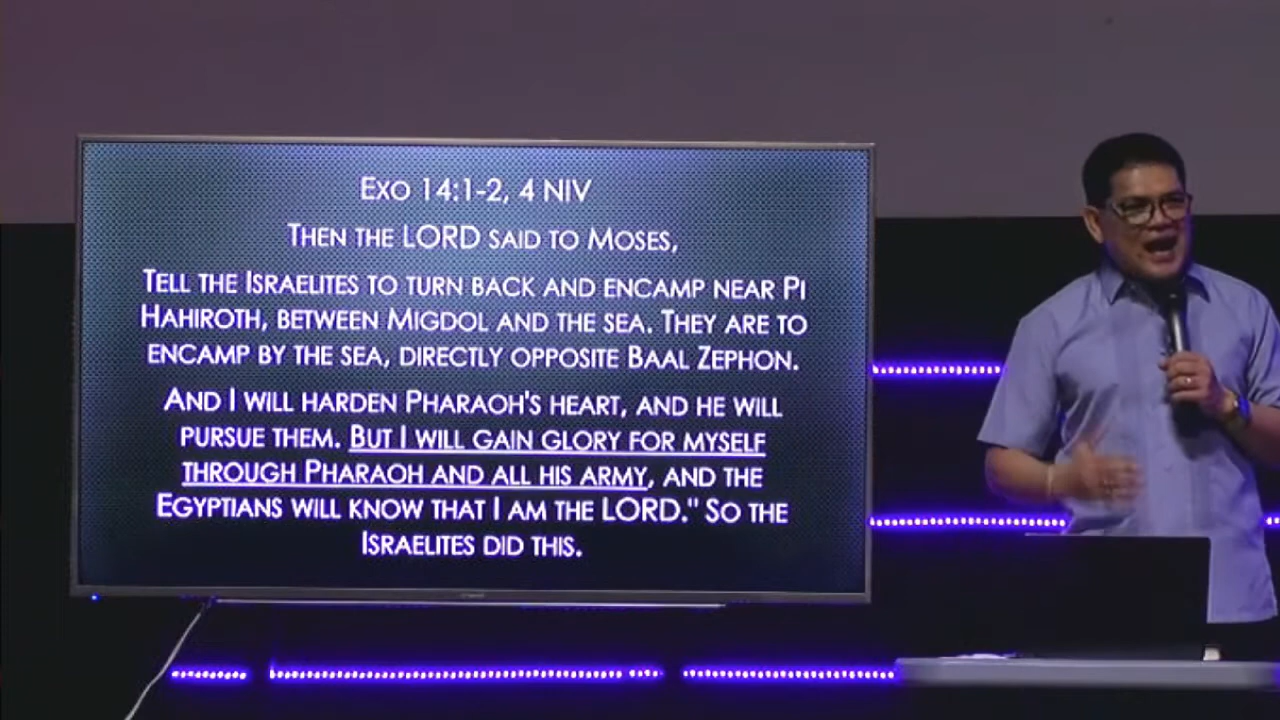 EXO 14:1-2, 4 NIV
THEN THE LORD SAID TO MOSES,
TELL THE ISRAELITES TO TURN BACK AND ENCAMP NEAR PI
HAHIROTH, BETWEEN MIGDOL AND THE SEA. THEY ARE TO
ENCAMP BY THE SEA, DIRECTLY OPPOSITE BAAL ZEPHON.
AND I WILL HARDEN PHARAOH'S HEART, AND HE WILL
PURSUE THEM. BUT I WILL GAIN GLORY FOR MYSELF
THROUGH PHARAOH AND ALL HIS ARMY, AND THE
EGYPTIANS WILL KNOW THAT I AM THE LORD." SO THE
ISRAELITES DID THIS.